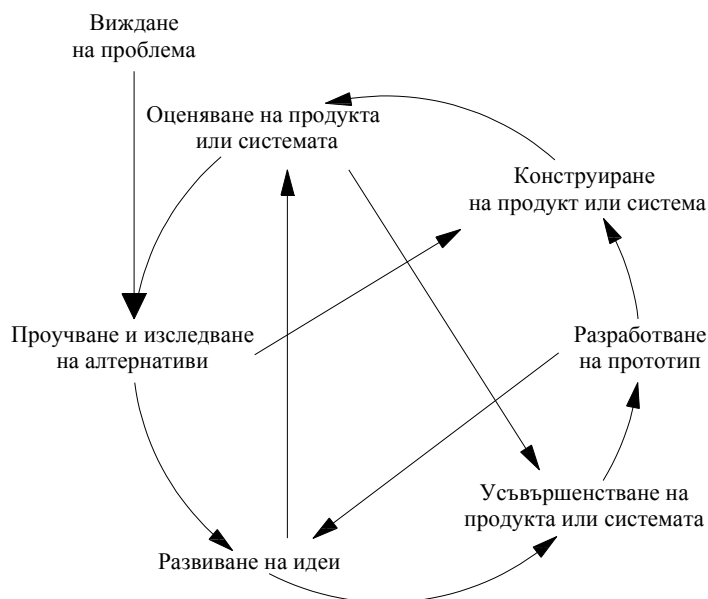 Виждане
на проблема
Оценяване на продукта
или системата
Конструиране
на продукт или система
Проучване и изследване
на алтернативи
Разработване
на прототип
Усъвършенстване на
продукта или системата
Развиване на идеи